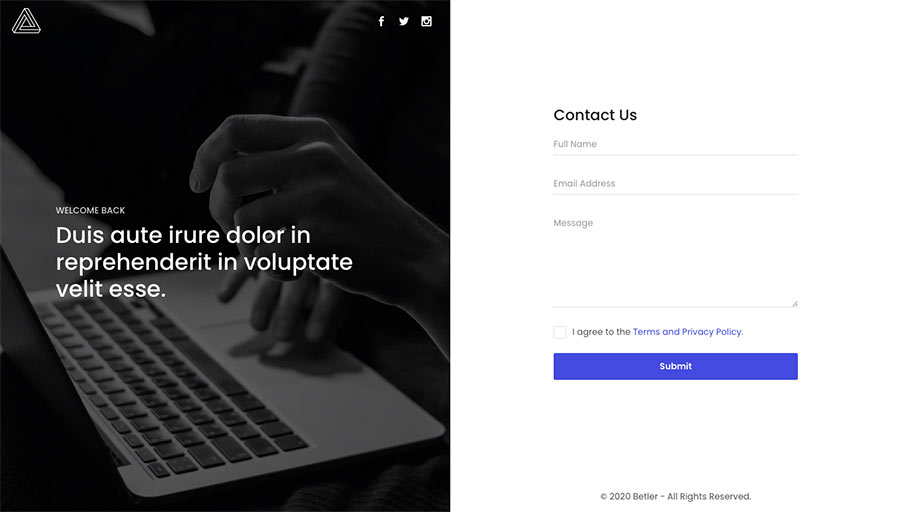 WELCOME BACK
Duis aute irure dolor in
reprehenderit in voluptate
velit esse.
Contact Us
Full Name
Email Address
Message
I agree to the Terms and Privacy Policy.
Submit
© 2020 Betler - All Rights Reserved.